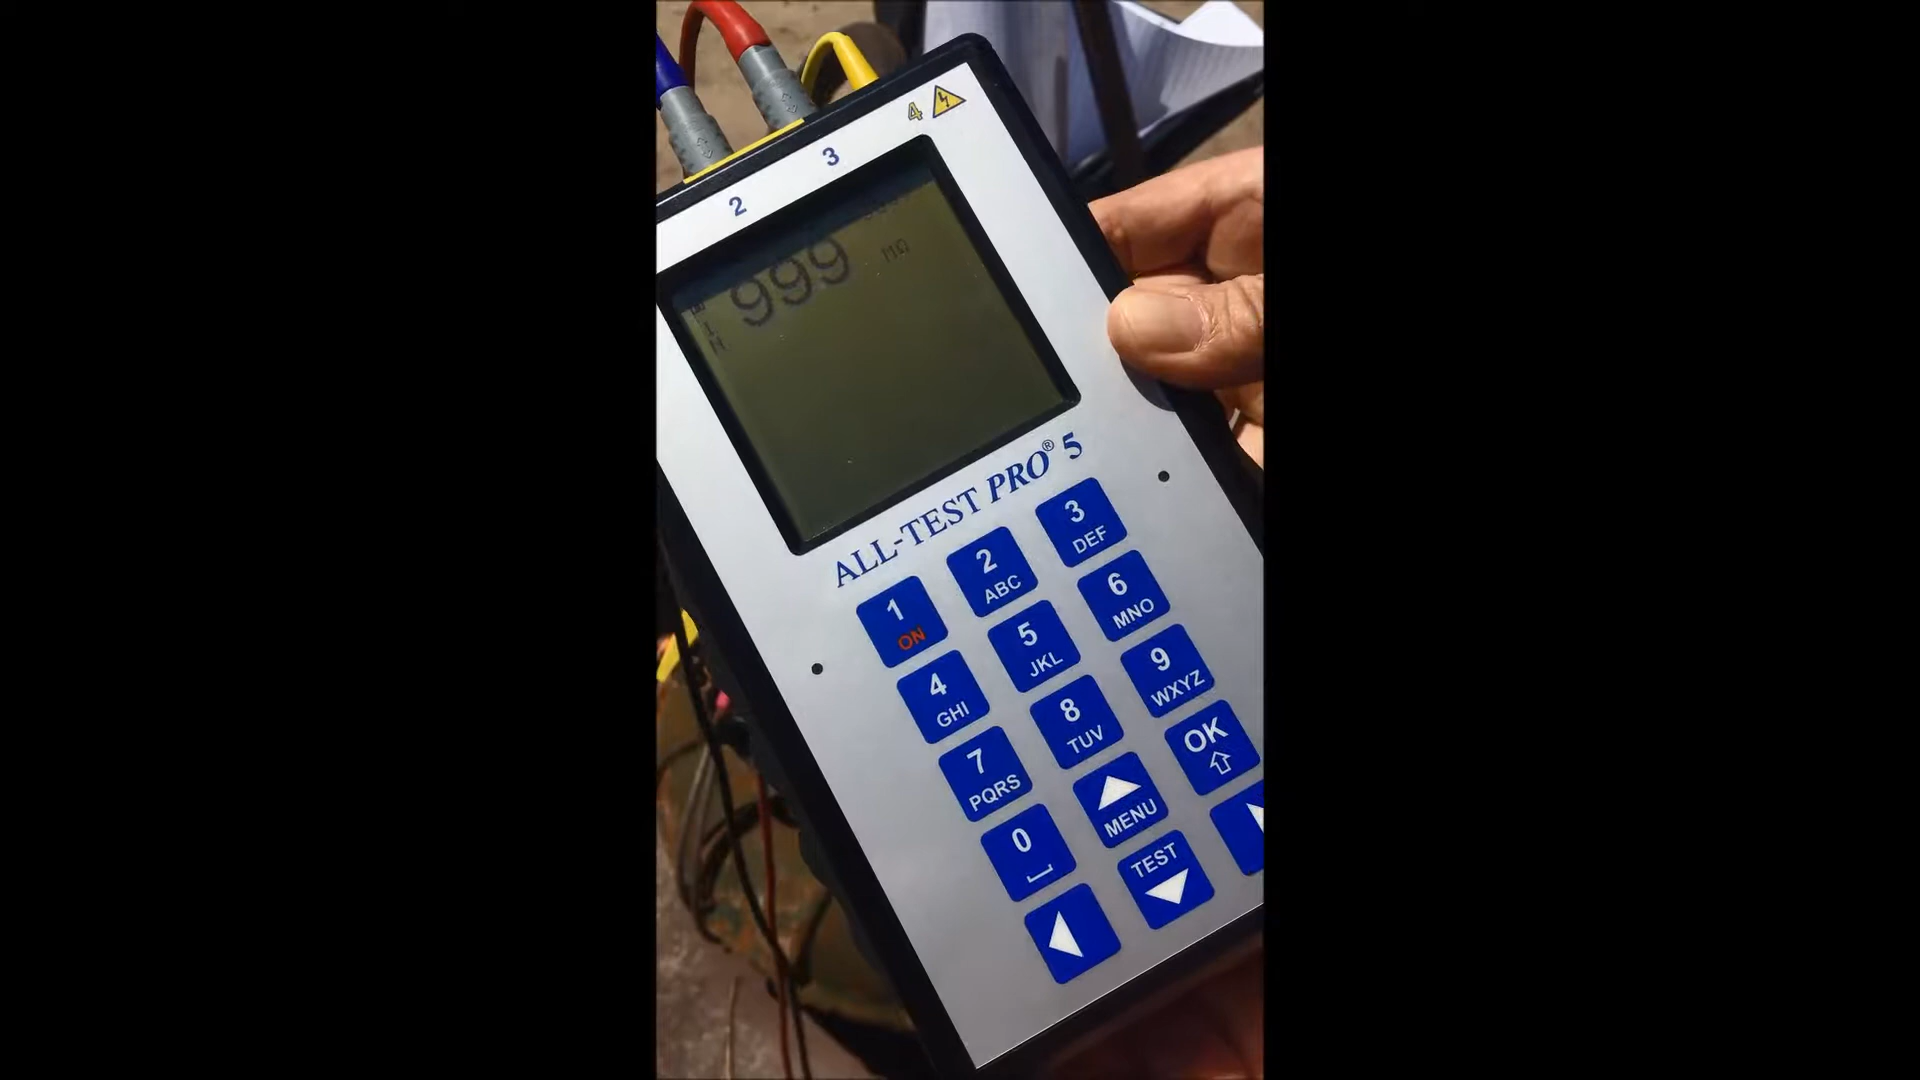 4
3
2
999 MΩ
ALL-TEST PRO® 5
1
ON
2
ABC
3
DEF
4
GHI
5
JKL
6
MNO
7
PQRS
8
TUV
9
WXYZ
0
MENU
OK
TEST